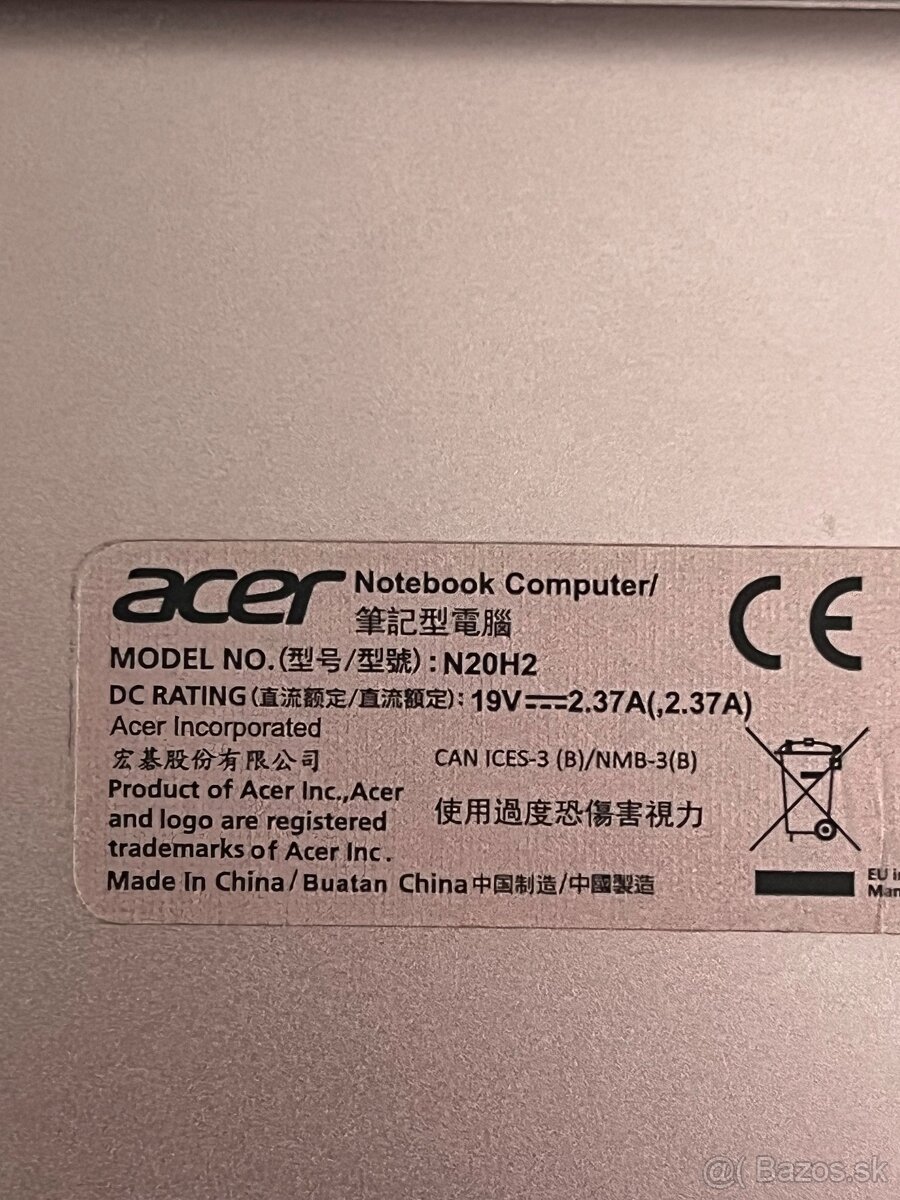 acer Notebook Computer/
筆記型電腦
MODEL NO.(型号/型號):N20H2
DC RATING(直流额定/直流額定): 19V⎓2.37A(,2.37A)
Acer Incorporated
宏碁股份有限公司
CAN ICES-3 (B)/NMB-3(B)
Product of Acer Inc.,Acer
and logo are registered
trademarks of Acer Inc.
使用過度恐傷害視力
Made In China/Buatan China中国制造/中國製造
CE
EU
@( Bazos.sk